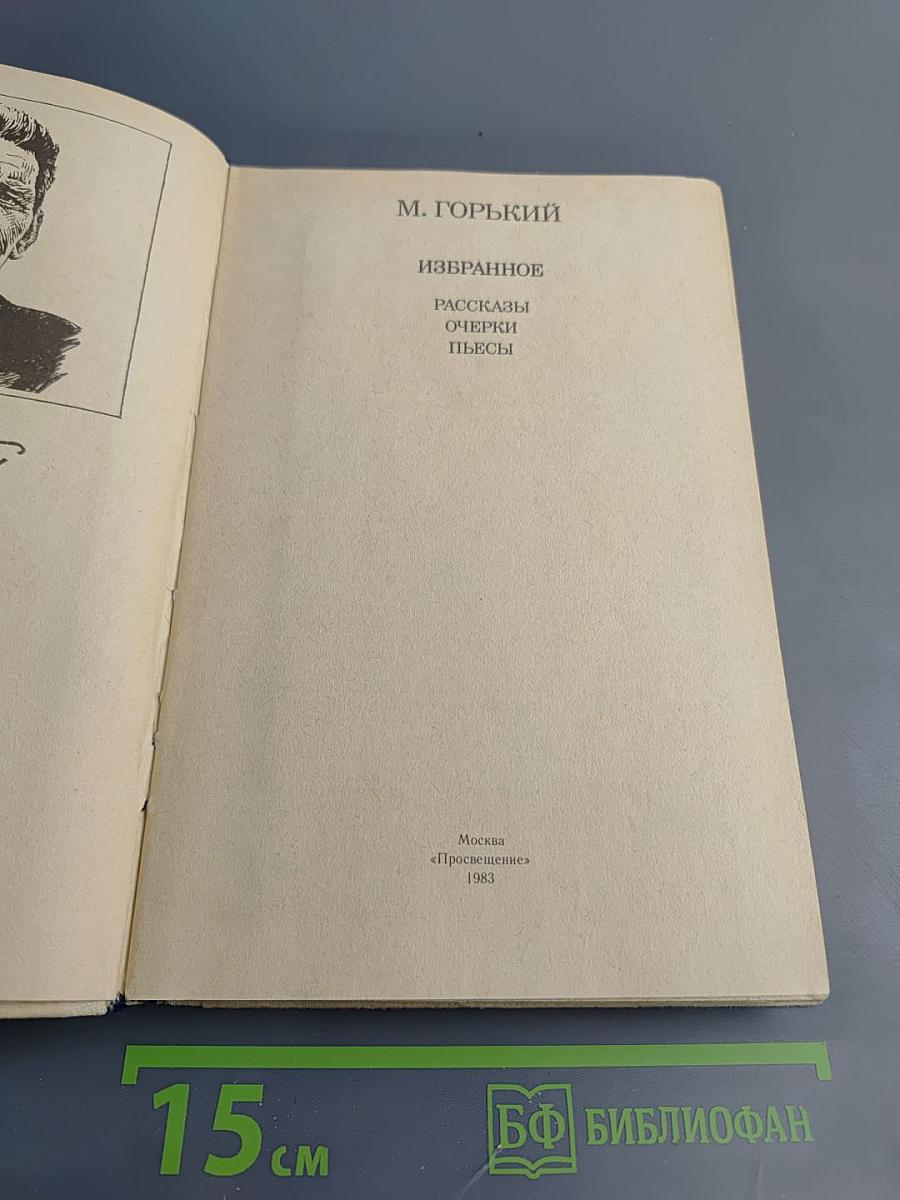 М. ГОРЬКИЙ
ИЗБРАННОЕ
РАССКАЗЫ
ОЧЕРКИ
ПЬЕСЫ
Москва
«Просвещение»
1983
15 см
БФ БИБЛИОФАН